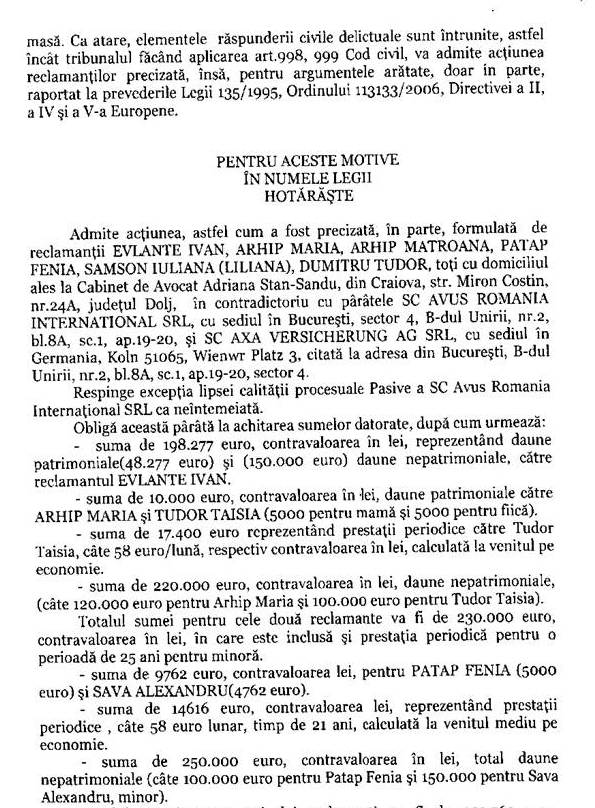 masă. Ca atare, elementele răspunderii civile delictuale sunt întrunite, astfel
încât tribunalul făcând aplicarea art.998, 999 Cod civil, va admite acţiunea
reclamanţilor precizată, însă, pentru argumentele arătate, doar în parte,
raportat la prevederile Legii 135/1995, Ordinului 113133/2006, Directivei a II,
a IV şi a V-a Europene.
PENTRU ACESTE MOTIVE
ÎN NUMELE LEGII
HOTĂRĂŞTE
Admite acţiunea, astfel cum a fost precizată, în parte, formulată de
reclamanţii EVLANTE IVAN, ARHIP MARIA, ARHIP MATROANA, PATAP
FENIA, SAMSON IULIANA (LILIANA), DUMITRU TUDOR, toţi cu domiciliul
ales la Cabinet de Avocat Adriana Stan-Sandu, din Craiova, str. Miron Costin,
nr.24A, judeţul Dolj, în contradictoriu cu pârâtele SC AVUS ROMANIA
INTERNATIONAL SRL, cu sediul în Bucureşti, sector 4, B-dul Unirii, nr.2,
bl.8A, sc.1, ap.19-20, şi SC AXA VERSICHERUNG AG SRL, cu sediul în
Germania, Koln 51065, Wienwr Platz 3, citată la adresa din Bucureşti, B-dul
Unirii, nr.2, bl.8A, sc.1, ap.19-20, sector 4.
Respinge excepţia lipsei calităţii procesuale Pasive a SC Avus Romania
International SRL ca neîntemeiată.
Obligă această pârâtă la achitarea sumelor datorate, după cum urmează:
- suma de 198.277 euro, contravaloarea în lei, reprezentând daune
patrimoniale(48.277 euro) şi (150.000 euro) daune nepatrimoniale, către
reclamantul EVLANTE IVAN.
- suma de 10.000 euro, contravaloarea în lei, daune patrimoniale către
ARHIP MARIA şi TUDOR TAISIA (5000 pentru mamă şi 5000 pentru fiică).
- suma de 17.400 euro reprezentând prestaţii periodice către Tudor
Taisia, câte 58 euro/lună, respectiv contravaloarea în lei, calculată la venitul pe
economie.
- suma de 220.000 euro, contravaloarea în lei, daune nepatrimoniale,
(câte 120.000 euro pentru Arhip Maria şi 100.000 euro pentru Tudor Taisia).
Totalul sumei pentru cele două reclamante va fi de 230.000 euro,
contravaloarea în lei, în care este inclusă şi prestaţia periodică pentru o
perioadă de 25 ani pentru minoră.
- suma de 9762 euro, contravaloarea lei, pentru PATAP FENIA (5000
euro) şi SAVA ALEXANDRU(4762 euro).
- suma de 14616 euro, contravaloarea lei, reprezentând prestaţii
periodice , câte 58 euro lunar, timp de 21 ani, calculată la venitul mediu pe
economie.
- suma de 250.000 euro, contravaloarea în lei, total daune
nepatrimoniale (câte 100.000 euro pentru Patap Fenia şi 150.000 pentru Sava
Alexandru, minor).